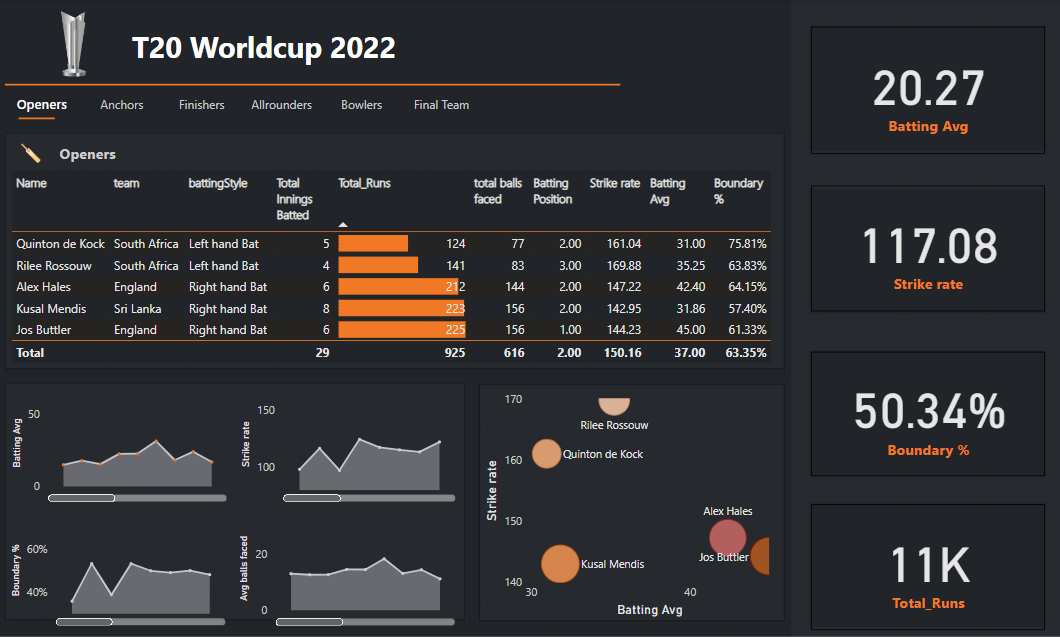 T20 Worldcup 2022
Openers Anchors Finishers Allrounders Bowlers Final Team
Openers
Name team battingStyle Total Innings Batted Total_Runs total balls faced Batting Position Strike rate Batting Avg Boundary %
Quinton de Kock South Africa Left hand Bat 5 124 77 2.00 161.04 31.00 75.81%
Rilee Rossouw South Africa Left hand Bat 4 141 83 3.00 169.88 35.25 63.83%
Alex Hales England Right hand Bat 6 212 144 2.00 147.22 42.40 64.15%
Kusal Mendis Sri Lanka Right hand Bat 8 223 156 2.00 142.95 31.86 57.40%
Jos Buttler England Right hand Bat 6 225 156 1.00 144.23 45.00 61.33%
Total 29 925 616 2.00 150.16 37.00 63.35%
Batting Avg
50
0
Strike rate
150
100
Boundary %
60%
40%
Avg balls faced
20
0
Strike rate
170
160
150
140
30 40
Batting Avg
Rilee Rossouw
Quinton de Kock
Alex Hales
Jos Buttler
Kusal Mendis
20.27
Batting Avg
117.08
Strike rate
50.34%
Boundary %
11K
Total_Runs